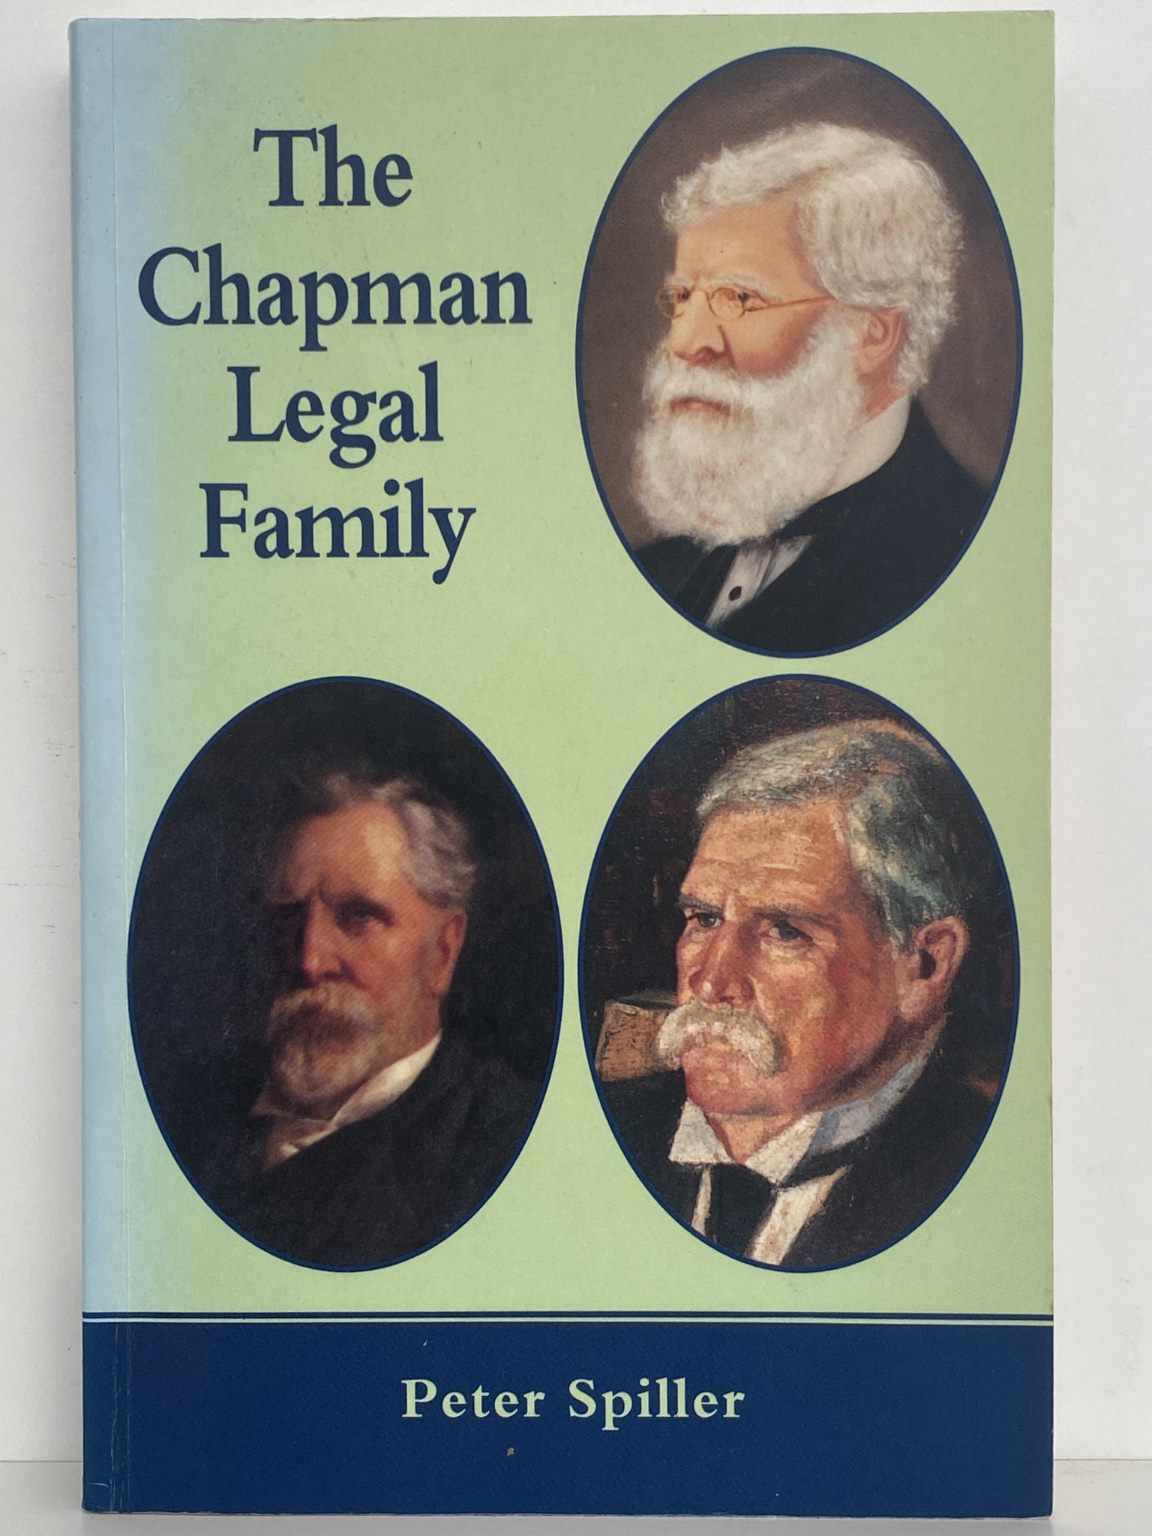 The
Chapman
Legal
Family
Peter Spiller